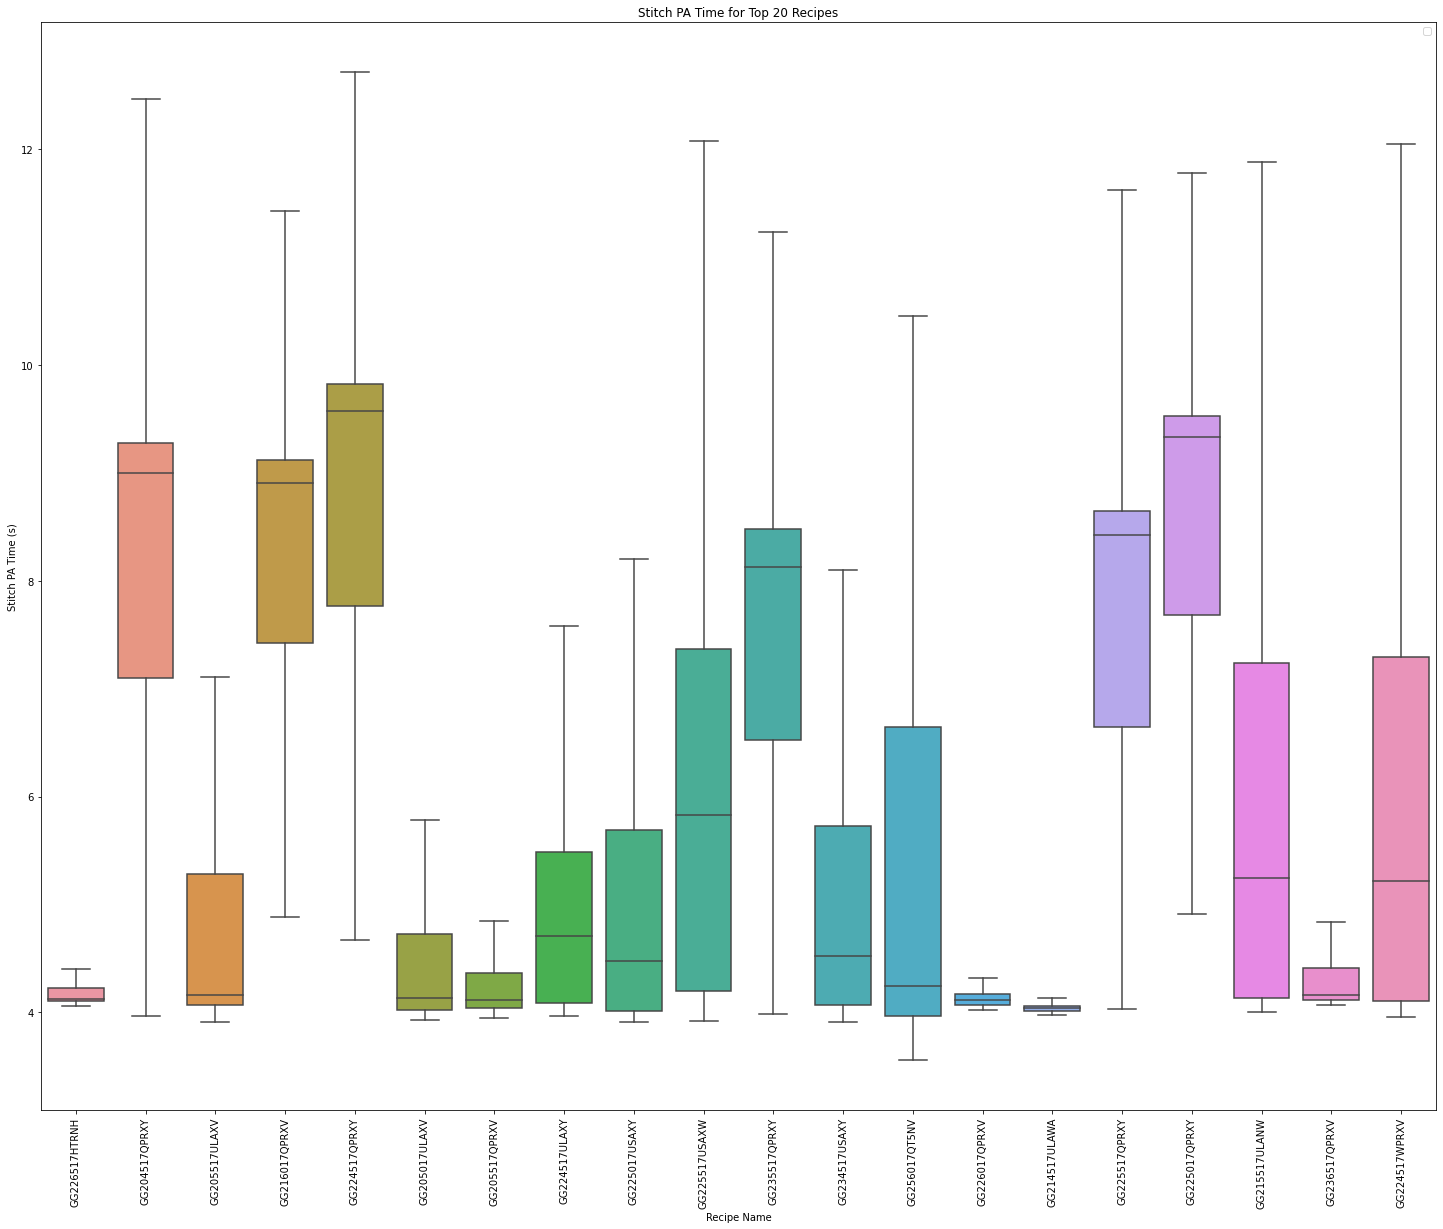 Stitch PA Time for Top 20 Recipes
Stitch PA Time (s)
12
10
8
6
4
GG226517HTRNH
GG204517QPRXY
GG205517ULAXV
GG216017QPRXV
GG224517QPRXY
GG205017ULAXV
GG205517QPRXV
GG224517ULAXY
GG225017USAXY
GG225517USAXW
GG235517QPRXY
GG234517USAXY
GG256017QT5NV
GG226017QPRXV
GG214517ULAWA
GG225517QPRXY
GG225017QPRXY
GG215517ULANW
GG236517QPRXV
GG224517WPRXV
Recipe Name